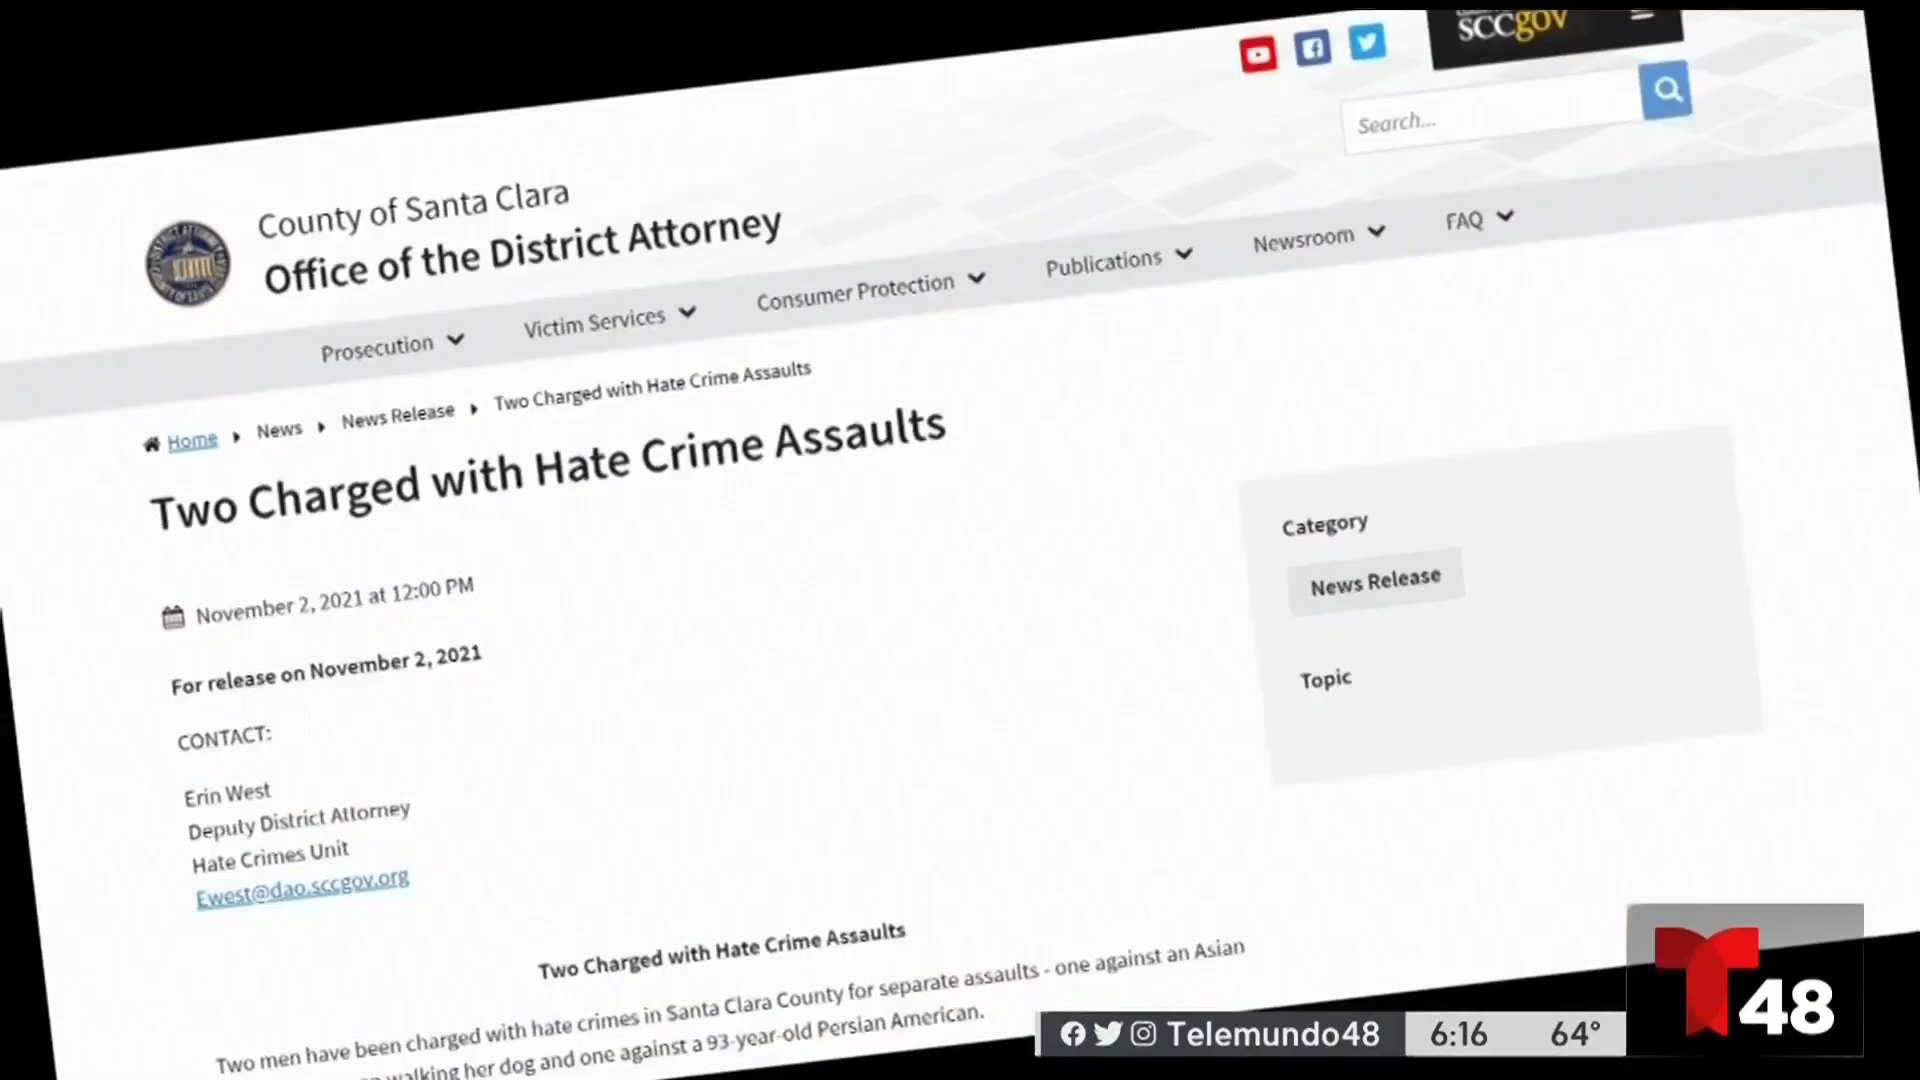 sccgov
Search...
County of Santa Clara
Office of the District Attorney
Prosecution Victim Services Consumer Protection Publications Newsroom FAQ
Home News News Release Two Charged with Hate Crime Assaults
Two Charged with Hate Crime Assaults
November 2, 2021 at 12:00 PM
For release on November 2, 2021
CONTACT:
Erin West
Deputy District Attorney
Hate Crimes Unit
Ewest@dao.sccgov.org
Category
News Release
Topic
Two Charged with Hate Crime Assaults
Two men have been charged with hate crimes in Santa Clara County for separate assaults - one against an Asian
walking her dog and one against a 93-year-old Persian American.
Telemundo48 6:16 64°
48